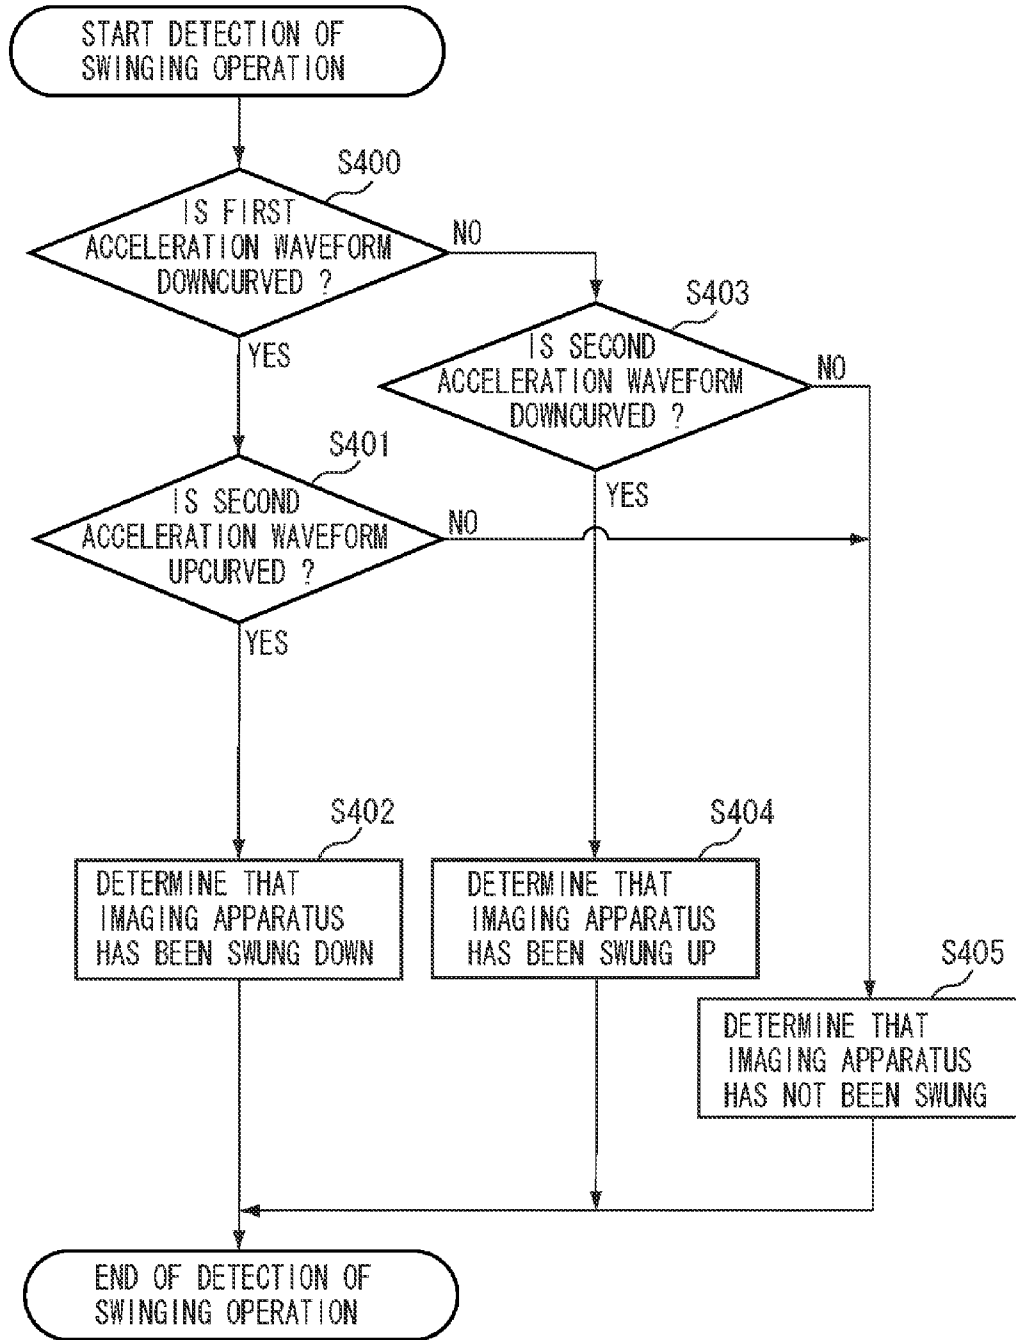 START DETECTION OF
SWINGING OPERATION
S400
IS FIRST
ACCELERATION WAVEFORM
DOWNCURVED ?
NO
YES
S403
IS SECOND
ACCELERATION WAVEFORM
DOWNCURVED ?
NO
YES
S401
IS SECOND
ACCELERATION WAVEFORM
UPCURVED ?
NO
YES
S402
DETERMINE THAT
IMAGING APPARATUS
HAS BEEN SWUNG DOWN
S404
DETERMINE THAT
IMAGING APPARATUS
HAS BEEN SWUNG UP
S405
DETERMINE THAT
IMAGING APPARATUS
HAS NOT BEEN SWUNG
END OF DETECTION OF
SWINGING OPERATION